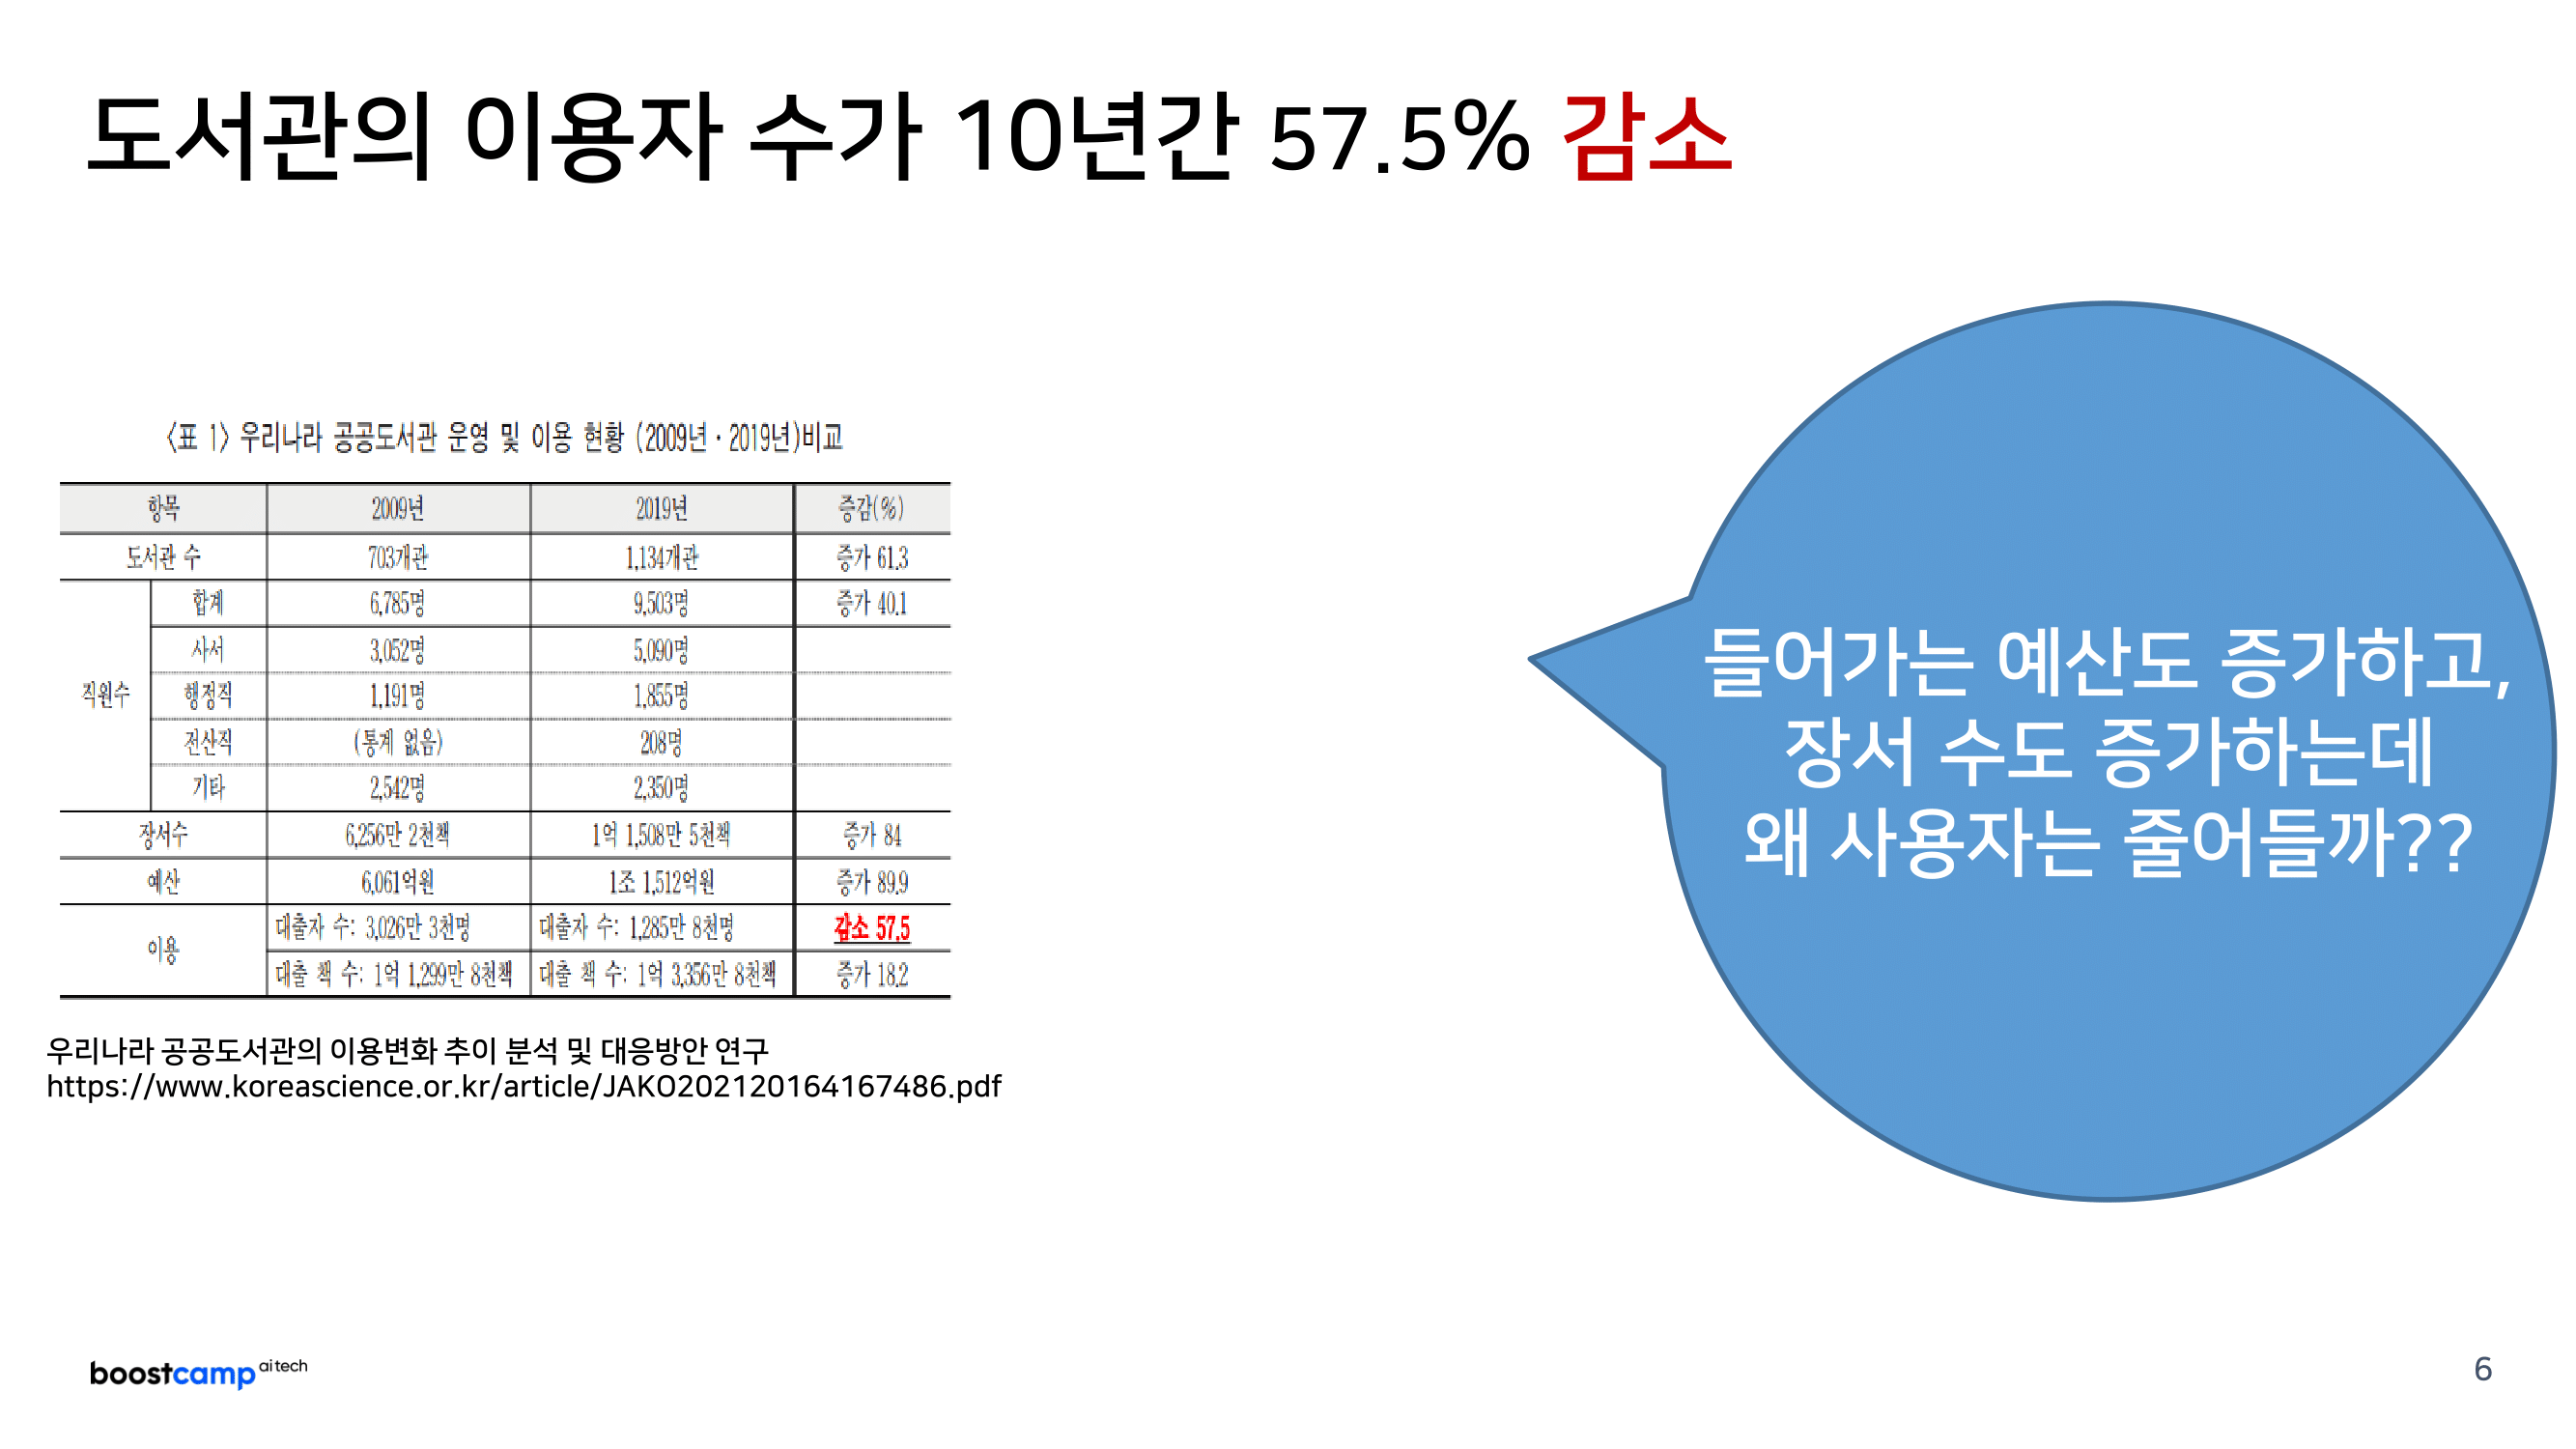 도서관의 이용자 수가 10년간 57.5% 감소
<표 1> 우리나라 공공도서관 운영 및 이용 현황 (2009년·2019년)비교
항목 2009년 2019년 증감(%)
도서관 수 703개관 1,134개관 증가 61.3
직원수 합계 6,785명 9,503명 증가 40.1
사서 3,052명 5,090명
행정직 1,191명 1,855명
전산직 (통계 없음) 208명
기타 2,542명 2,350명
장서수 6,256만 2천책 1억 1,508만 5천책 증가 84
예산 6,061억원 1조 1,512억원 증가 89.9
이용 대출자 수: 3,026만 3천명 대출자 수: 1,285만 8천명 감소 57.5
대출 책 수: 1억 1,299만 8천책 대출 책 수: 1억 3,356만 8천책 증가 18.2
우리나라 공공도서관의 이용변화 추이 분석 및 대응방안 연구
https://www.koreascience.or.kr/article/JAKO202120164167486.pdf
들어가는 예산도 증가하고,
장서 수도 증가하는데
왜 사용자는 줄어들까??
boostcamp ai tech
6